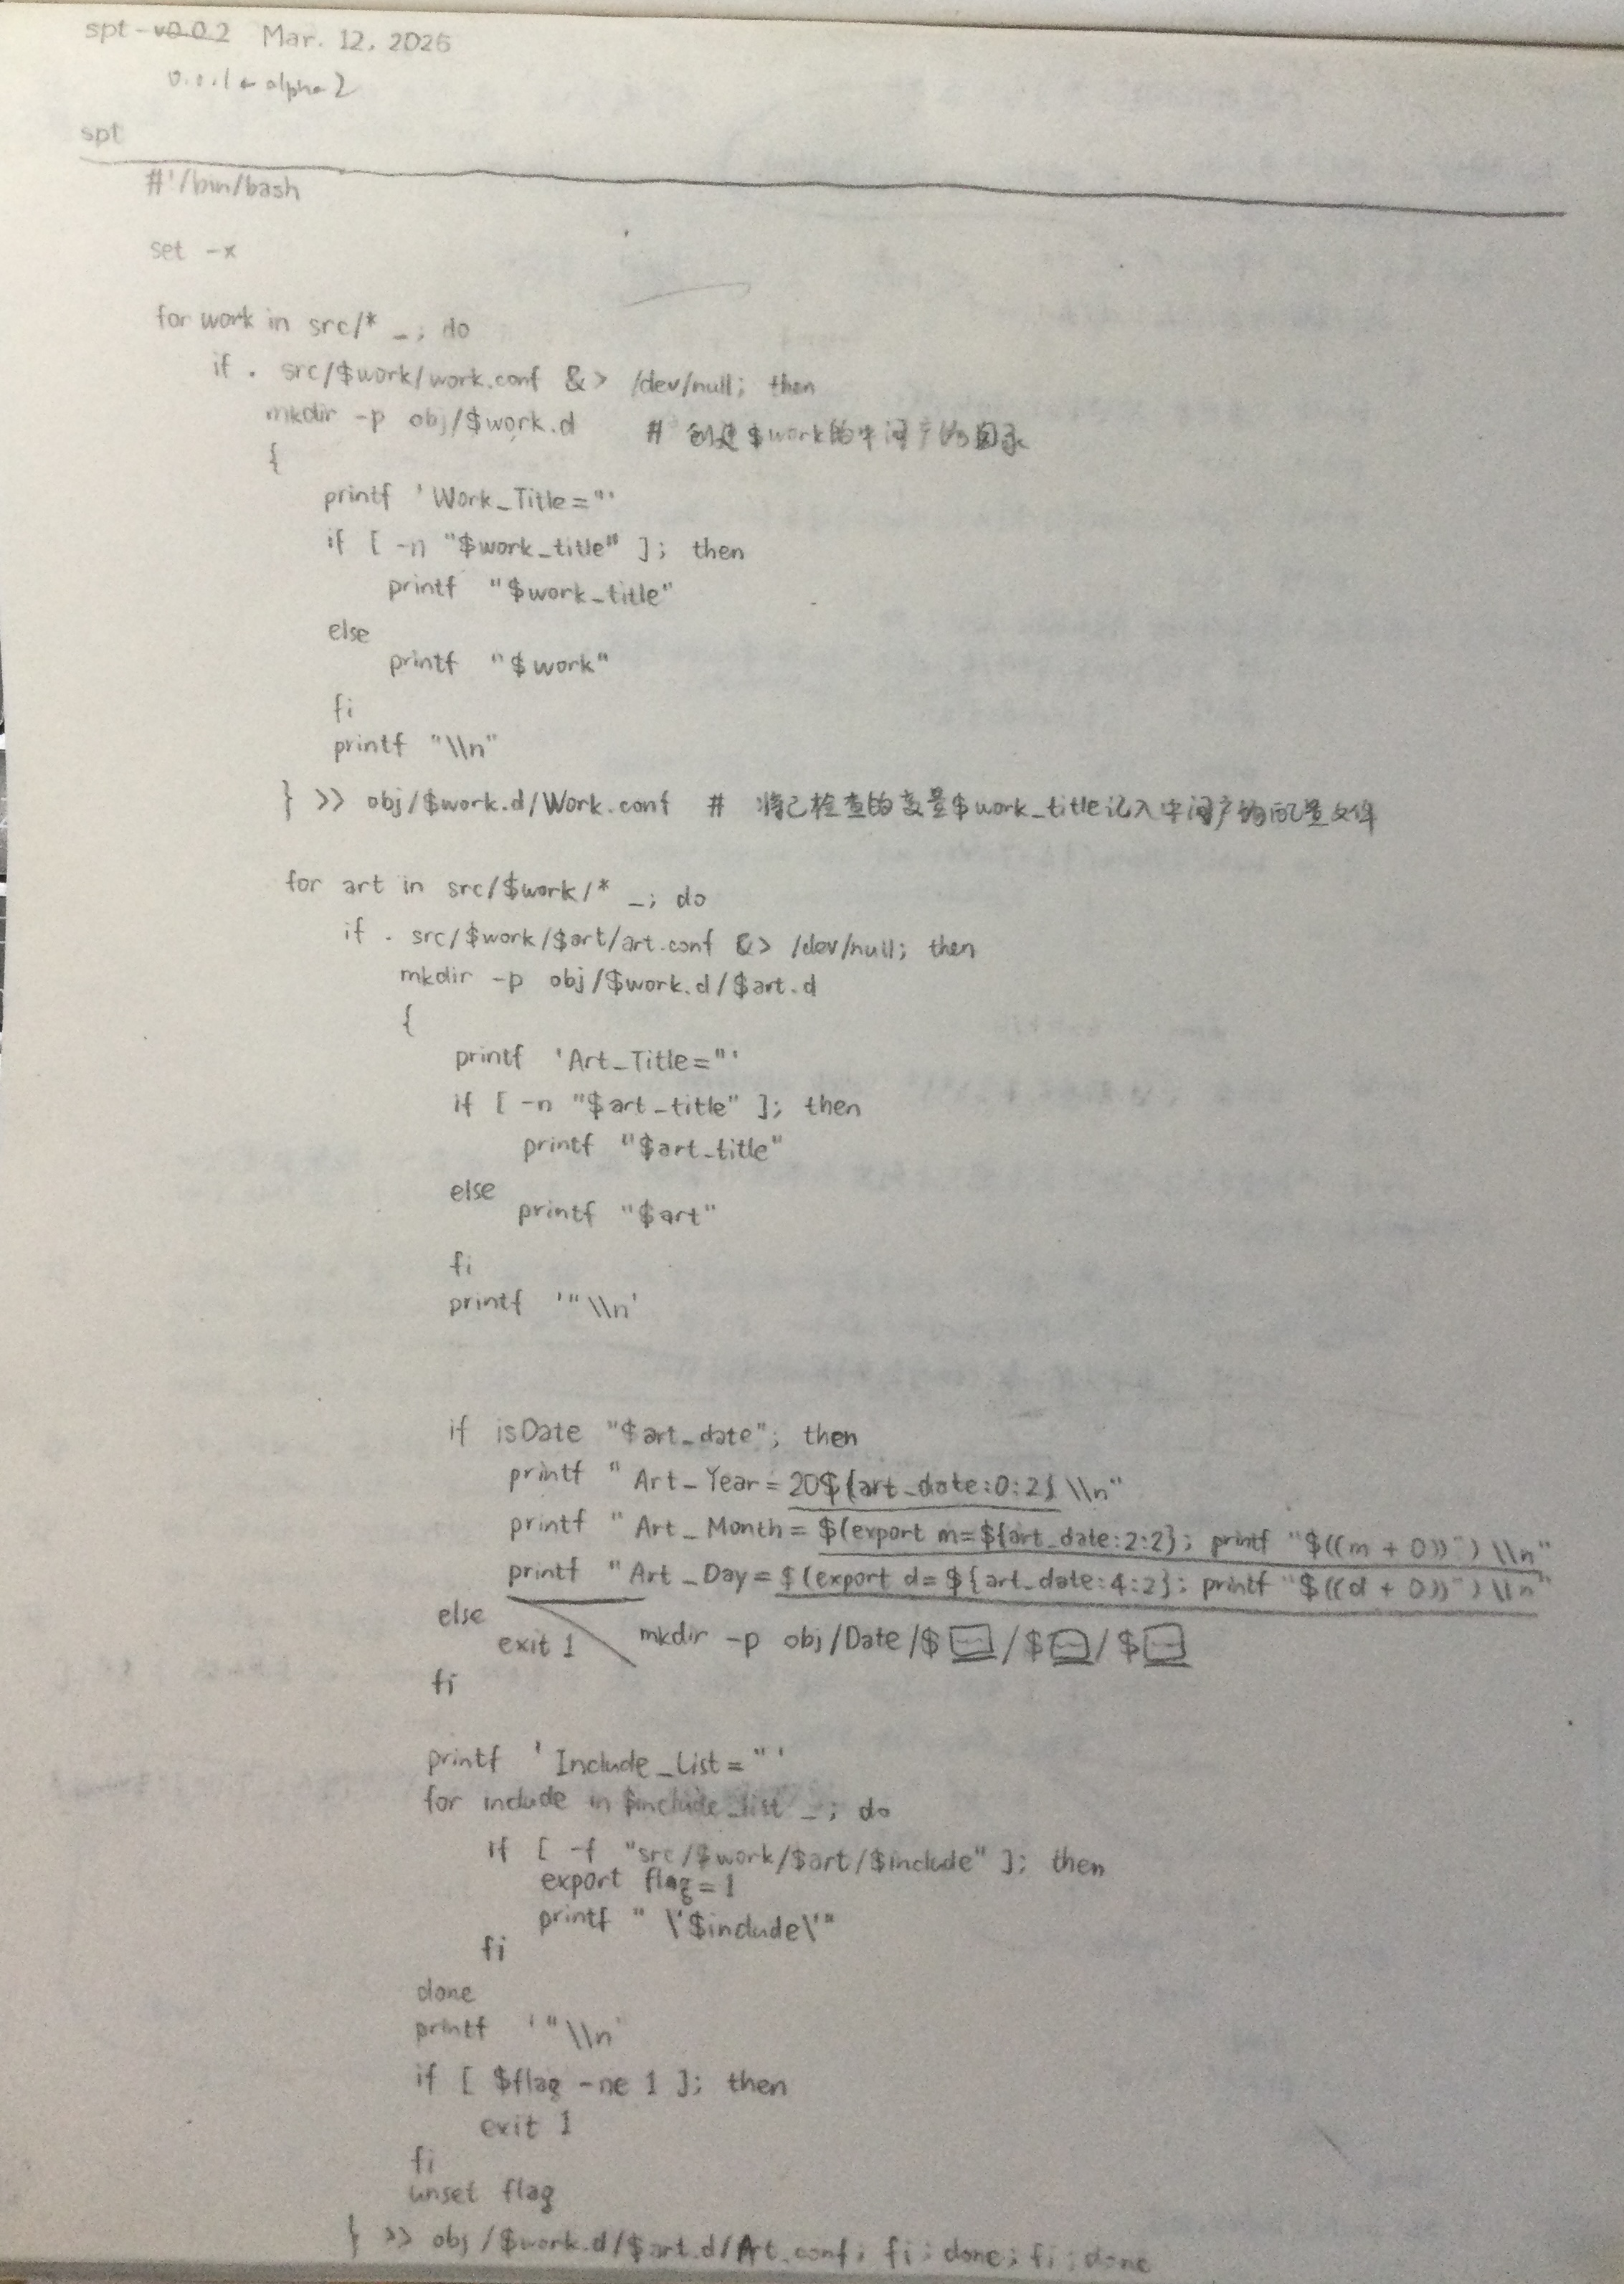 spt-v0.0.2 Mar. 12, 2026
0.0.1 ← alpha 2
spt
#!/bin/bash
set -x
for work in src/* _; do
if . src/$work/work.conf &> /dev/null; then
mkdir -p obj/$work.d # 创建$work的中间产物目录
{
printf 'Work_Title="'
if [ -n "$work_title" ]; then
printf "$work_title"
else
printf "$work"
fi
printf "\\n"
} >> obj/$work.d/Work.conf # 将已检查的变量$work_title记入中间产物配置文件
for art in src/$work/* _; do
if . src/$work/$art/art.conf &> /dev/null; then
mkdir -p obj/$work.d/$art.d
{
printf 'Art_Title="'
if [ -n "$art_title" ]; then
printf "$art_title"
else
printf "$art"
fi
printf '"\\n'
if isDate "$art_date"; then
printf "Art_Year=20${art_date:0:2} \\n"
printf "Art_Month=$(export m=${art_date:2:2}; printf "$((m + 0))") \\n"
printf "Art_Day=$(export d=${art_date:4:2}; printf "$((d + 0))") \\n"
mkdir -p obj/Date/$ /$ /$
else
exit 1
fi
printf 'Include_List="'
for include in $include_list _; do
if [ -f "src/$work/$art/$include" ]; then
export flag=1
printf " \'$include\'"
fi
done
printf '"\\n'
if [ $flag -ne 1 ]; then
exit 1
fi
unset flag
} >> obj/$work.d/$art.d/Art.conf; fi; done; fi; done